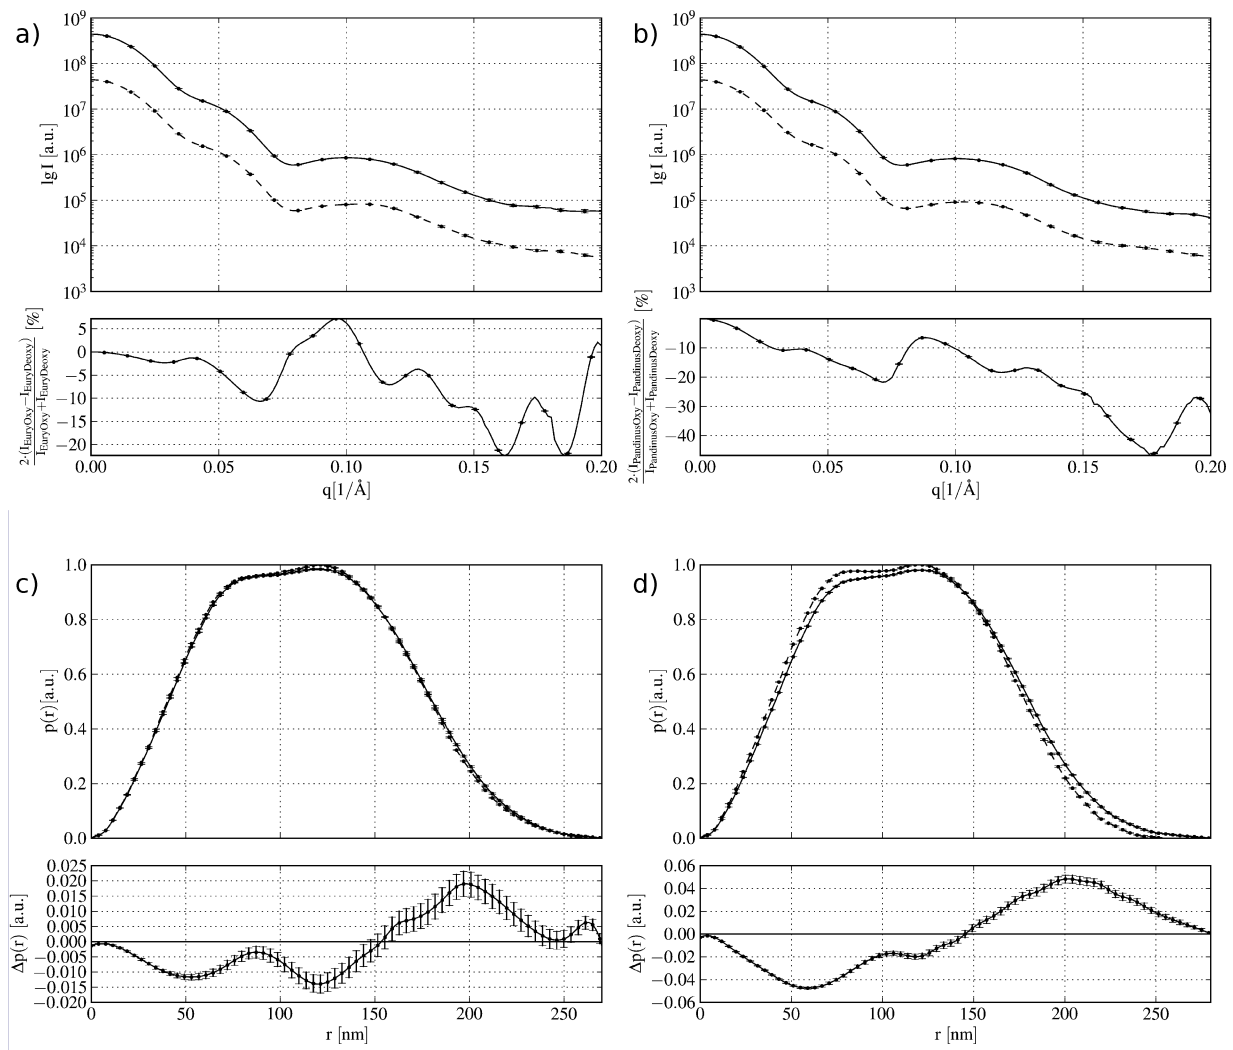 a)
10⁹
10⁸
10⁷
10⁶
10⁵
10⁴
10³
lg I [a.u.]
5
0
−5
−10
−15
−20
2·(I_EuryOxy−I_EuryDeoxy)
I_EuryOxy+I_EuryDeoxy
[%]
0.00 0.05 0.10 0.15 0.20
q[1/Å]
b)
10⁹
10⁸
10⁷
10⁶
10⁵
10⁴
10³
lg I [a.u.]
−10
−20
−30
−40
2·(I_PandinusOxy−I_PandinusDeoxy)
I_PandinusOxy+I_PandinusDeoxy
[%]
0.00 0.05 0.10 0.15 0.20
q[1/Å]
c)
1.0
0.8
0.6
0.4
0.2
0.0
p(r)[a.u.]
0.025
0.020
0.015
0.010
0.005
0.000
−0.005
−0.010
−0.015
−0.020
Δp(r) [a.u.]
0 50 100 150 200 250
r [nm]
d)
1.0
0.8
0.6
0.4
0.2
0.0
p(r)[a.u.]
0.06
0.04
0.02
0.00
−0.02
−0.04
−0.06
Δp(r) [a.u.]
0 50 100 150 200 250
r [nm]